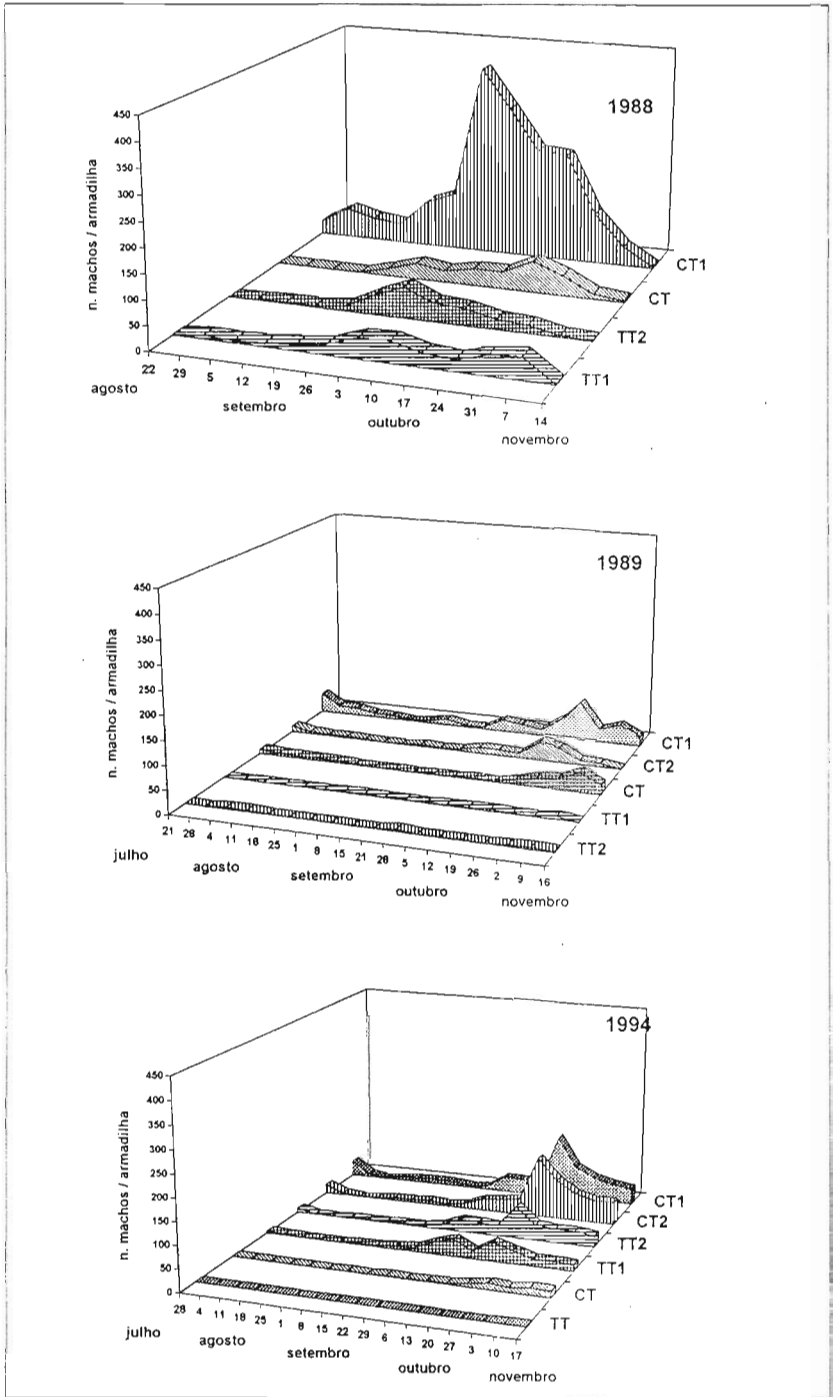 1988
n. machos / armadilha
450
400
350
300
250
200
150
100
50
0
CT1
CT
TT2
TT1
22 29 5 12 19 26 3 10 17 24 31 7 14
agosto setembro outubro novembro
1989
n. machos / armadilha
450
400
350
300
250
200
150
100
50
0
CT1
CT2
CT
TT1
TT2
21 28 4 11 18 25 1 8 15 21 28 5 12 19 26 2 9 16
julho agosto setembro outubro novembro
1994
n. machos / armadilha
450
400
350
300
250
200
150
100
50
0
CT1
CT2
TT2
TT1
CT
TT
28 4 11 18 25 1 8 15 22 29 6 13 20 27 3 10 17
julho agosto setembro outubro novembro